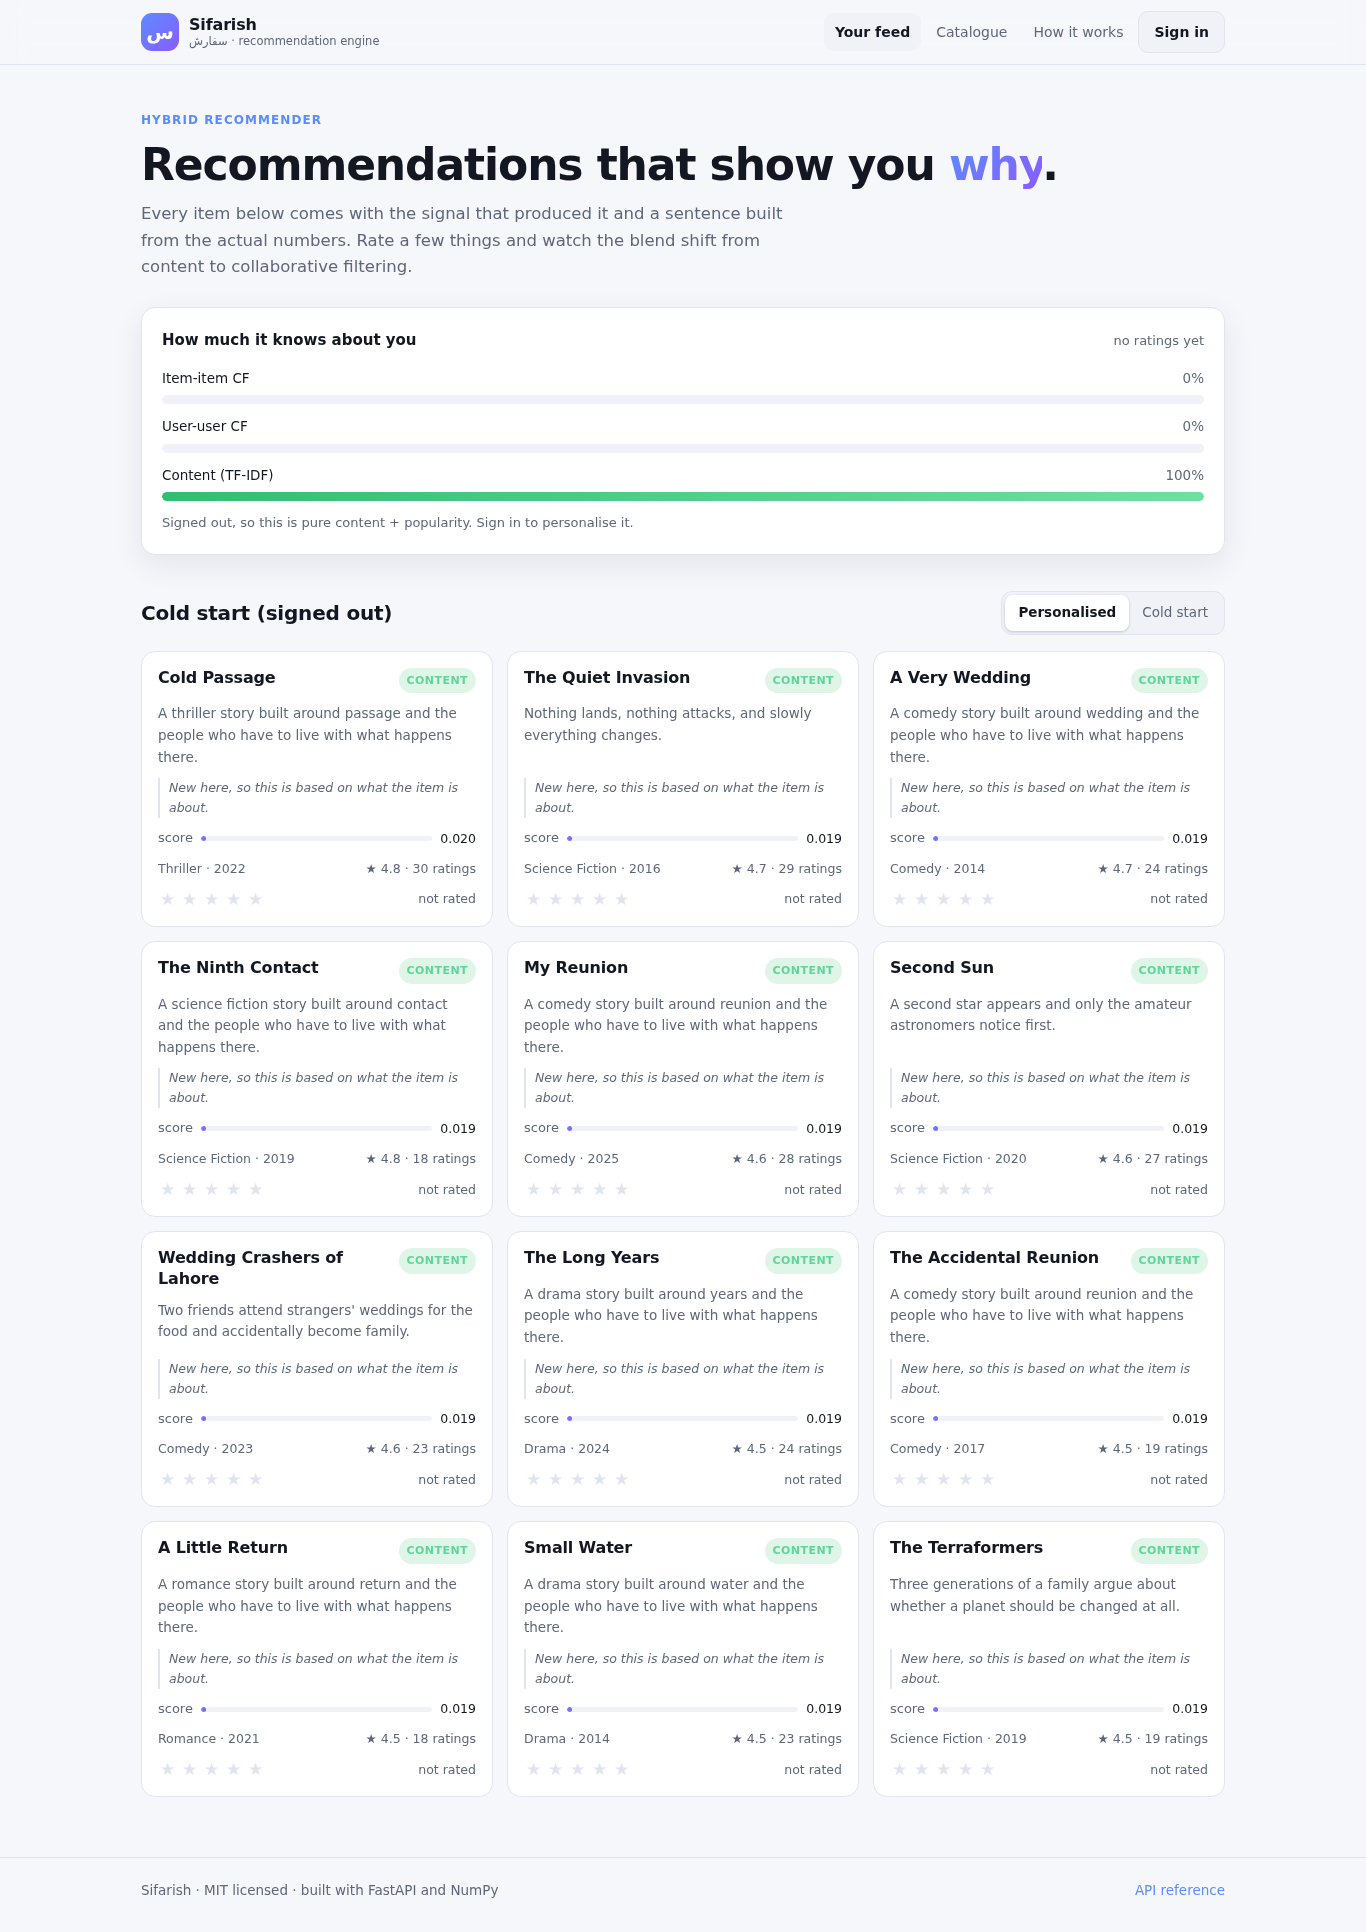 س
Sifarish
سفارش · recommendation engine
Your feed
Catalogue
How it works
Sign in
HYBRID RECOMMENDER
Recommendations that show you why.
Every item below comes with the signal that produced it and a sentence built
from the actual numbers. Rate a few things and watch the blend shift from
content to collaborative filtering.
How much it knows about you
no ratings yet
Item-item CF
0%
User-user CF
0%
Content (TF-IDF)
100%
Signed out, so this is pure content + popularity. Sign in to personalise it.
Cold start (signed out)
Personalised
Cold start
Cold Passage
CONTENT
A thriller story built around passage and the
people who have to live with what happens
there.
New here, so this is based on what the item is
about.
score
0.020
Thriller · 2022
★ 4.8 · 30 ratings
★ ★ ★ ★ ★
not rated
The Quiet Invasion
CONTENT
Nothing lands, nothing attacks, and slowly
everything changes.
New here, so this is based on what the item is
about.
score
0.019
Science Fiction · 2016
★ 4.7 · 29 ratings
★ ★ ★ ★ ★
not rated
A Very Wedding
CONTENT
A comedy story built around wedding and the
people who have to live with what happens
there.
New here, so this is based on what the item is
about.
score
0.019
Comedy · 2014
★ 4.7 · 24 ratings
★ ★ ★ ★ ★
not rated
The Ninth Contact
CONTENT
A science fiction story built around contact
and the people who have to live with what
happens there.
New here, so this is based on what the item is
about.
score
0.019
Science Fiction · 2019
★ 4.8 · 18 ratings
★ ★ ★ ★ ★
not rated
My Reunion
CONTENT
A comedy story built around reunion and the
people who have to live with what happens
there.
New here, so this is based on what the item is
about.
score
0.019
Comedy · 2025
★ 4.6 · 28 ratings
★ ★ ★ ★ ★
not rated
Second Sun
CONTENT
A second star appears and only the amateur
astronomers notice first.
New here, so this is based on what the item is
about.
score
0.019
Science Fiction · 2020
★ 4.6 · 27 ratings
★ ★ ★ ★ ★
not rated
Wedding Crashers of
Lahore
CONTENT
Two friends attend strangers' weddings for the
food and accidentally become family.
New here, so this is based on what the item is
about.
score
0.019
Comedy · 2023
★ 4.6 · 23 ratings
★ ★ ★ ★ ★
not rated
The Long Years
CONTENT
A drama story built around years and the
people who have to live with what happens
there.
New here, so this is based on what the item is
about.
score
0.019
Drama · 2024
★ 4.5 · 24 ratings
★ ★ ★ ★ ★
not rated
The Accidental Reunion
CONTENT
A comedy story built around reunion and the
people who have to live with what happens
there.
New here, so this is based on what the item is
about.
score
0.019
Comedy · 2017
★ 4.5 · 19 ratings
★ ★ ★ ★ ★
not rated
A Little Return
CONTENT
A romance story built around return and the
people who have to live with what happens
there.
New here, so this is based on what the item is
about.
score
0.019
Romance · 2021
★ 4.5 · 18 ratings
★ ★ ★ ★ ★
not rated
Small Water
CONTENT
A drama story built around water and the
people who have to live with what happens
there.
New here, so this is based on what the item is
about.
score
0.019
Drama · 2014
★ 4.5 · 23 ratings
★ ★ ★ ★ ★
not rated
The Terraformers
CONTENT
Three generations of a family argue about
whether a planet should be changed at all.
New here, so this is based on what the item is
about.
score
0.019
Science Fiction · 2019
★ 4.5 · 19 ratings
★ ★ ★ ★ ★
not rated
Sifarish · MIT licensed · built with FastAPI and NumPy
API reference